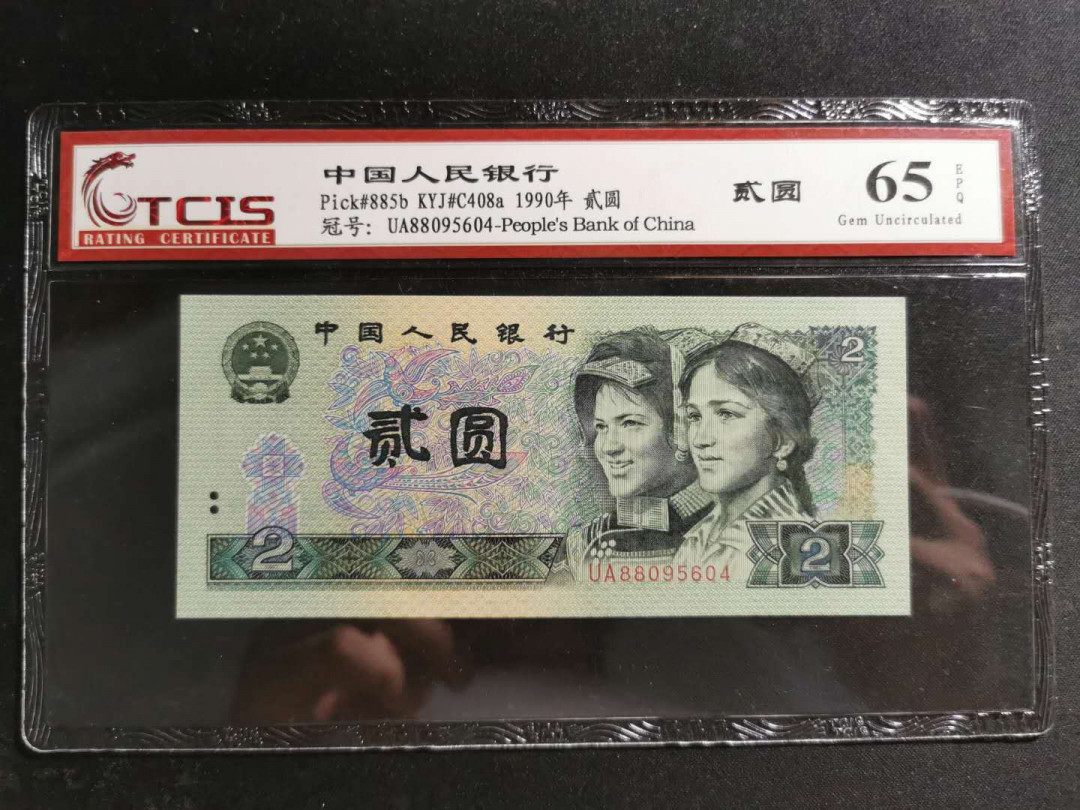 TCIS
RATING CERTIFICATE
中国人民银行
Pick#885b KYJ#C408a 1990年 贰圆
冠号: UA88095604-People's Bank of China
贰圆
65
EPQ
Gem Uncirculated
中国人民银行
2
贰圆
2
UA88095604
2